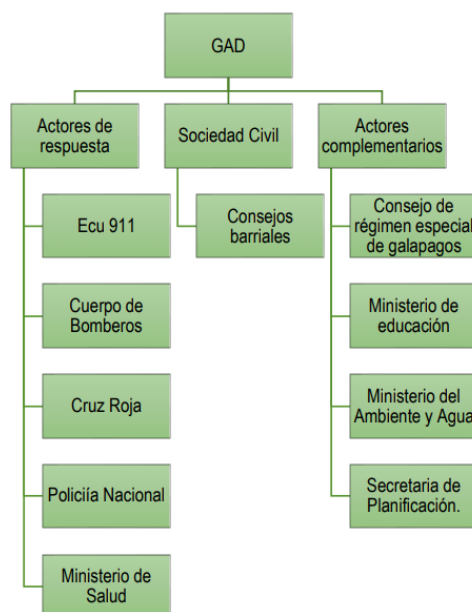 GAD
Actores de
respuesta
Sociedad Civil
Actores
complementarios
Ecu 911
Cuerpo de
Bomberos
Cruz Roja
Policiía Nacional
Ministerio de
Salud
Consejos
barriales
Consejo de
régimen especial
de galapagos
Ministerio de
educación
Ministerio del
Ambiente y Agua
Secretaria de
Planificación.